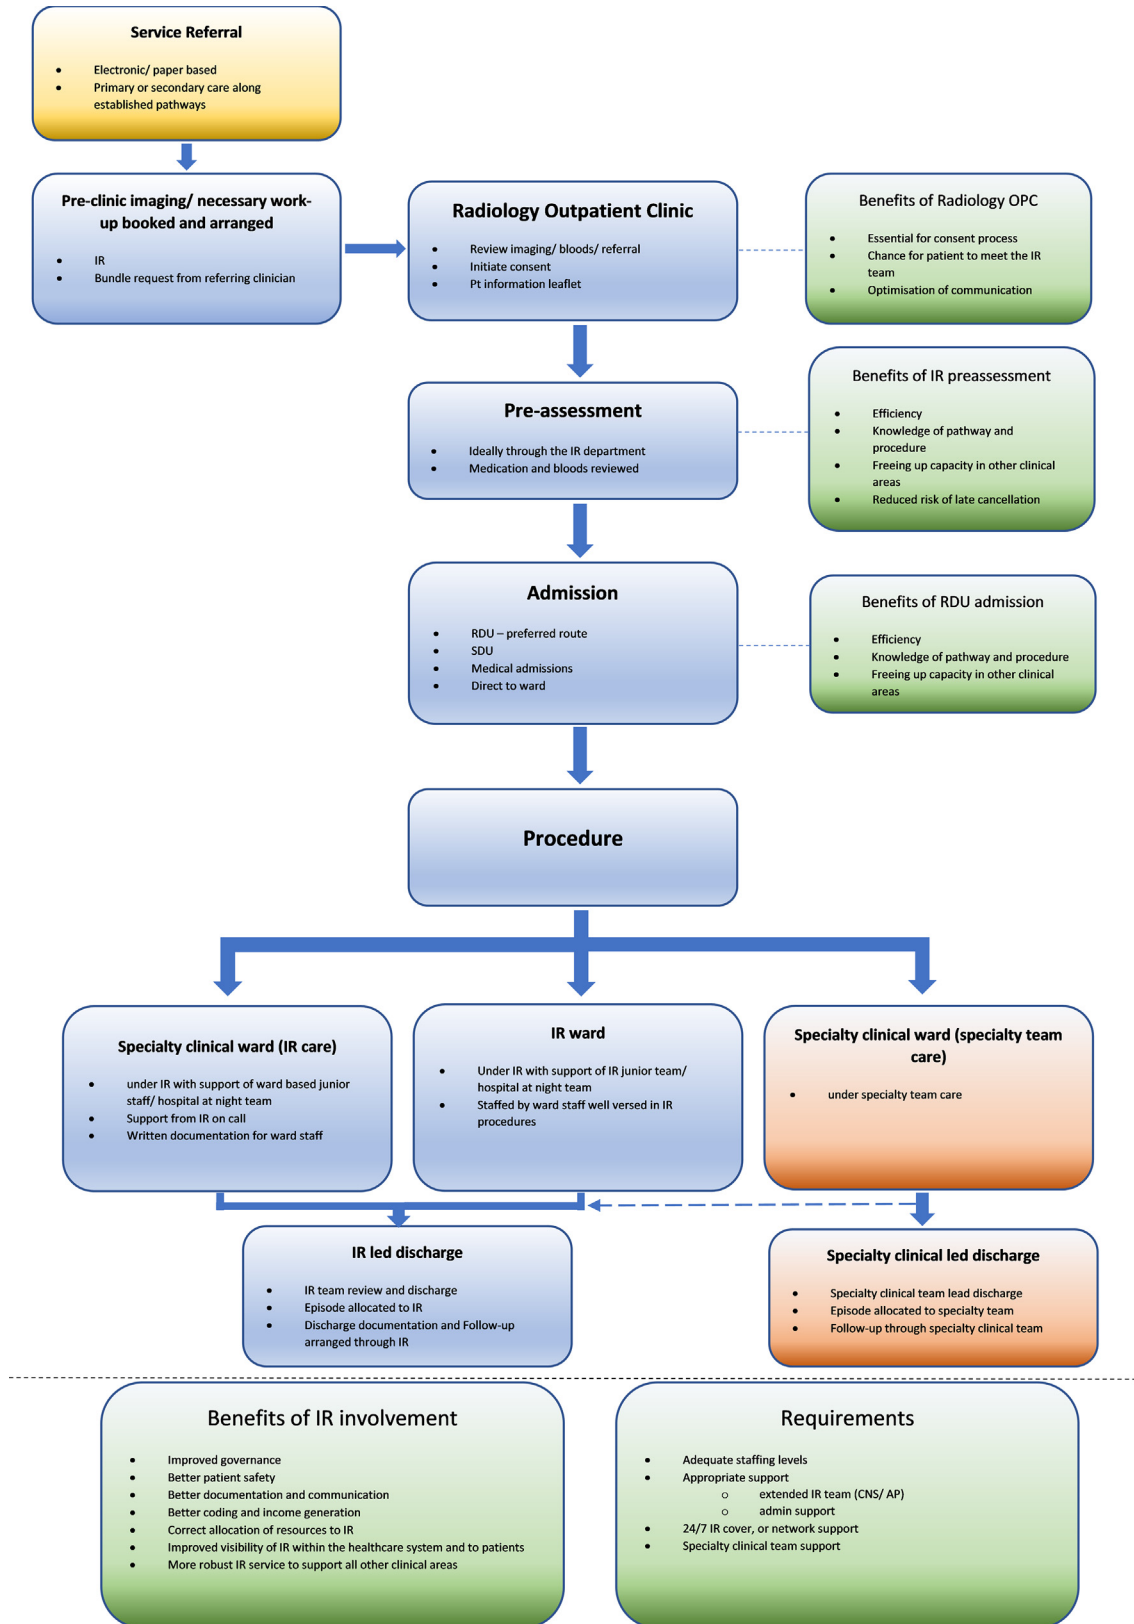 Service Referral
Electronic/ paper based
Primary or secondary care along
established pathways
Pre-clinic imaging/ necessary work-
up booked and arranged
IR
Bundle request from referring clinician
Radiology Outpatient Clinic
Review imaging/ bloods/ referral
Initiate consent
Pt information leaflet
Benefits of Radiology OPC
Essential for consent process
Chance for patient to meet the IR
team
Optimisation of communication
Pre-assessment
Ideally through the IR department
Medication and bloods reviewed
Benefits of IR preassessment
Efficiency
Knowledge of pathway and
procedure
Freeing up capacity in other clinical
areas
Reduced risk of late cancellation
Admission
RDU – preferred route
SDU
Medical admissions
Direct to ward
Benefits of RDU admission
Efficiency
Knowledge of pathway and procedure
Freeing up capacity in other clinical
areas
Procedure
Specialty clinical ward (IR care)
under IR with support of ward based junior
staff/ hospital at night team
Support from IR on call
Written documentation for ward staff
IR ward
Under IR with support of IR junior team/
hospital at night team
Staffed by ward staff well versed in IR
procedures
Specialty clinical ward (specialty team
care)
under specialty team care
IR led discharge
IR team review and discharge
Episode allocated to IR
Discharge documentation and Follow-up
arranged through IR
Specialty clinical led discharge
Specialty clinical team lead discharge
Episode allocated to specialty team
Follow-up through specialty clinical team
Benefits of IR involvement
Improved governance
Better patient safety
Better documentation and communication
Better coding and income generation
Correct allocation of resources to IR
Improved visibility of IR within the healthcare system and to patients
More robust IR service to support all other clinical areas
Requirements
Adequate staffing levels
Appropriate support
extended IR team (CNS/ AP)
admin support
24/7 IR cover, or network support
Specialty clinical team support